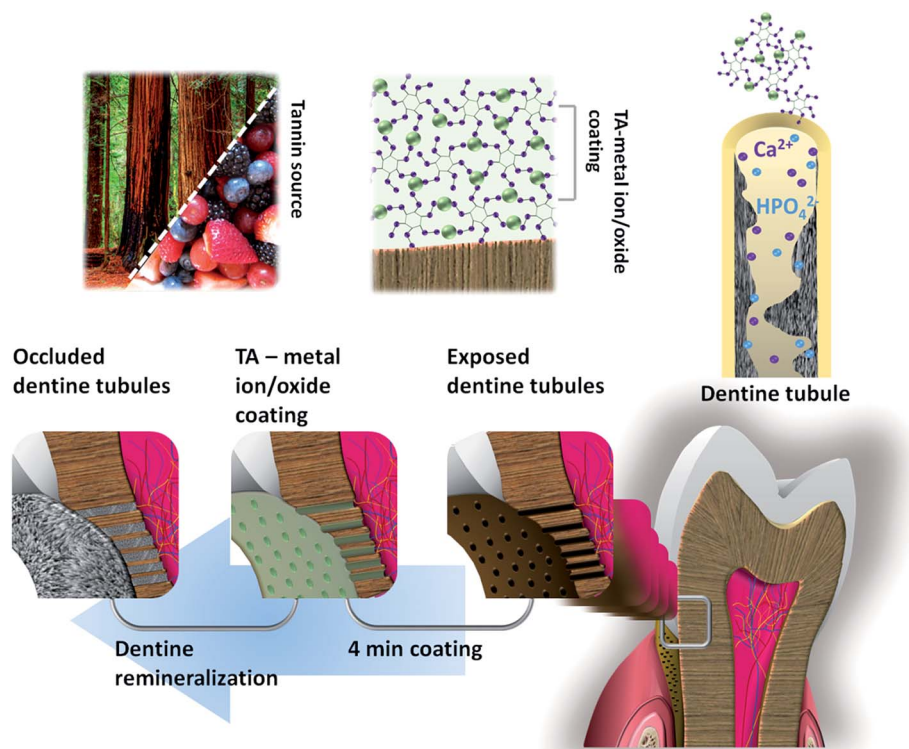 Tannin source
TA-metal ion/oxide
coating
Ca2+
HPO42-
Dentine tubule
Occluded
dentine tubules
TA – metal
ion/oxide
coating
Exposed
dentine tubules
Dentine
remineralization
4 min coating